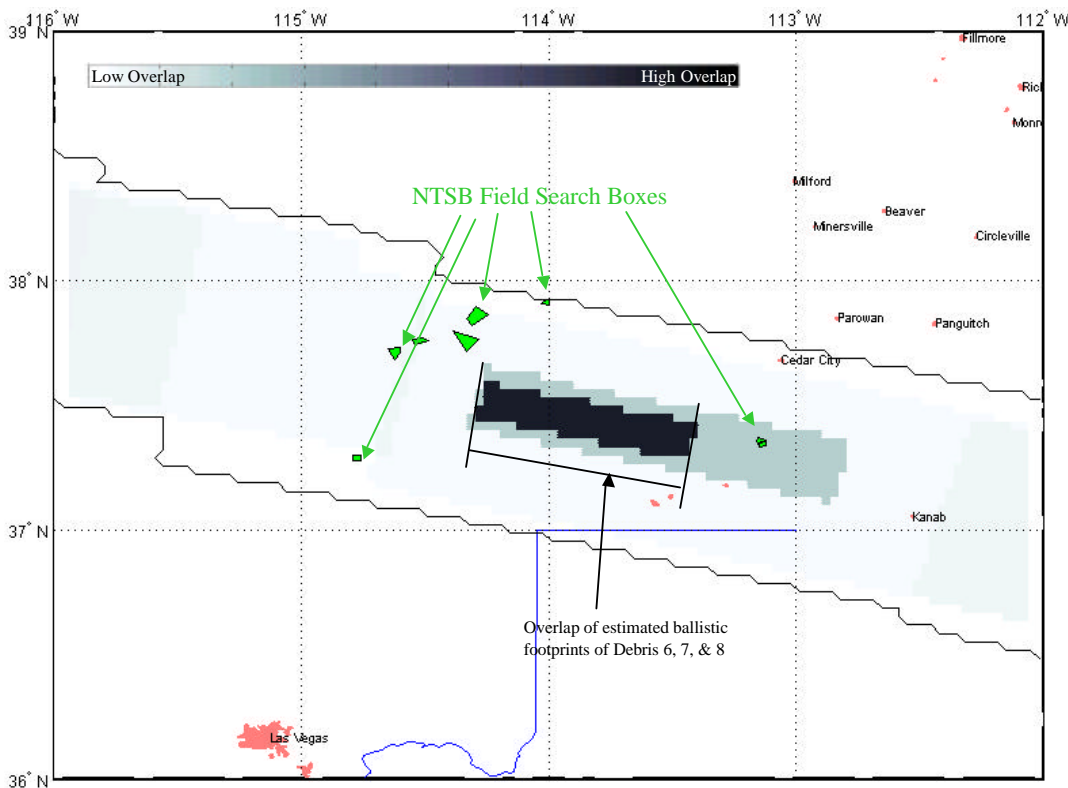 116° W 115° W 114° W 113° W 112° W
39° N
Fillmore
Low Overlap High Overlap
Rich
Monro
Milford
NTSB Field Search Boxes
Beaver
Minersville
Circleville
38° N
Parowan
Panguitch
Cedar City
Kanab
37° N
Overlap of estimated ballistic
footprints of Debris 6, 7, & 8
Las Vegas
36° N